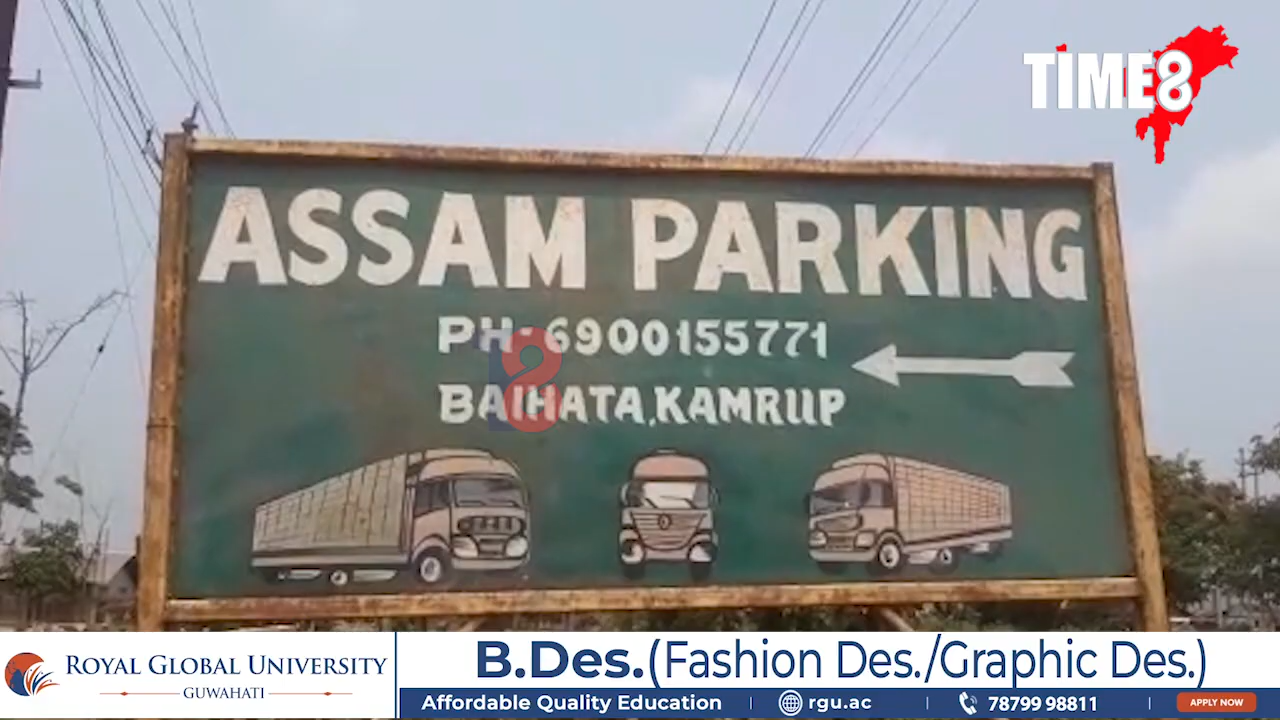 TIME8
ASSAM PARKING
PH·6900155771
BAIHATA,KAMRUP
ROYAL GLOBAL UNIVERSITY
GUWAHATI
B.Des.(Fashion Des./Graphic Des.)
Affordable Quality Education | rgu.ac | 78799 98811 | APPLY NOW